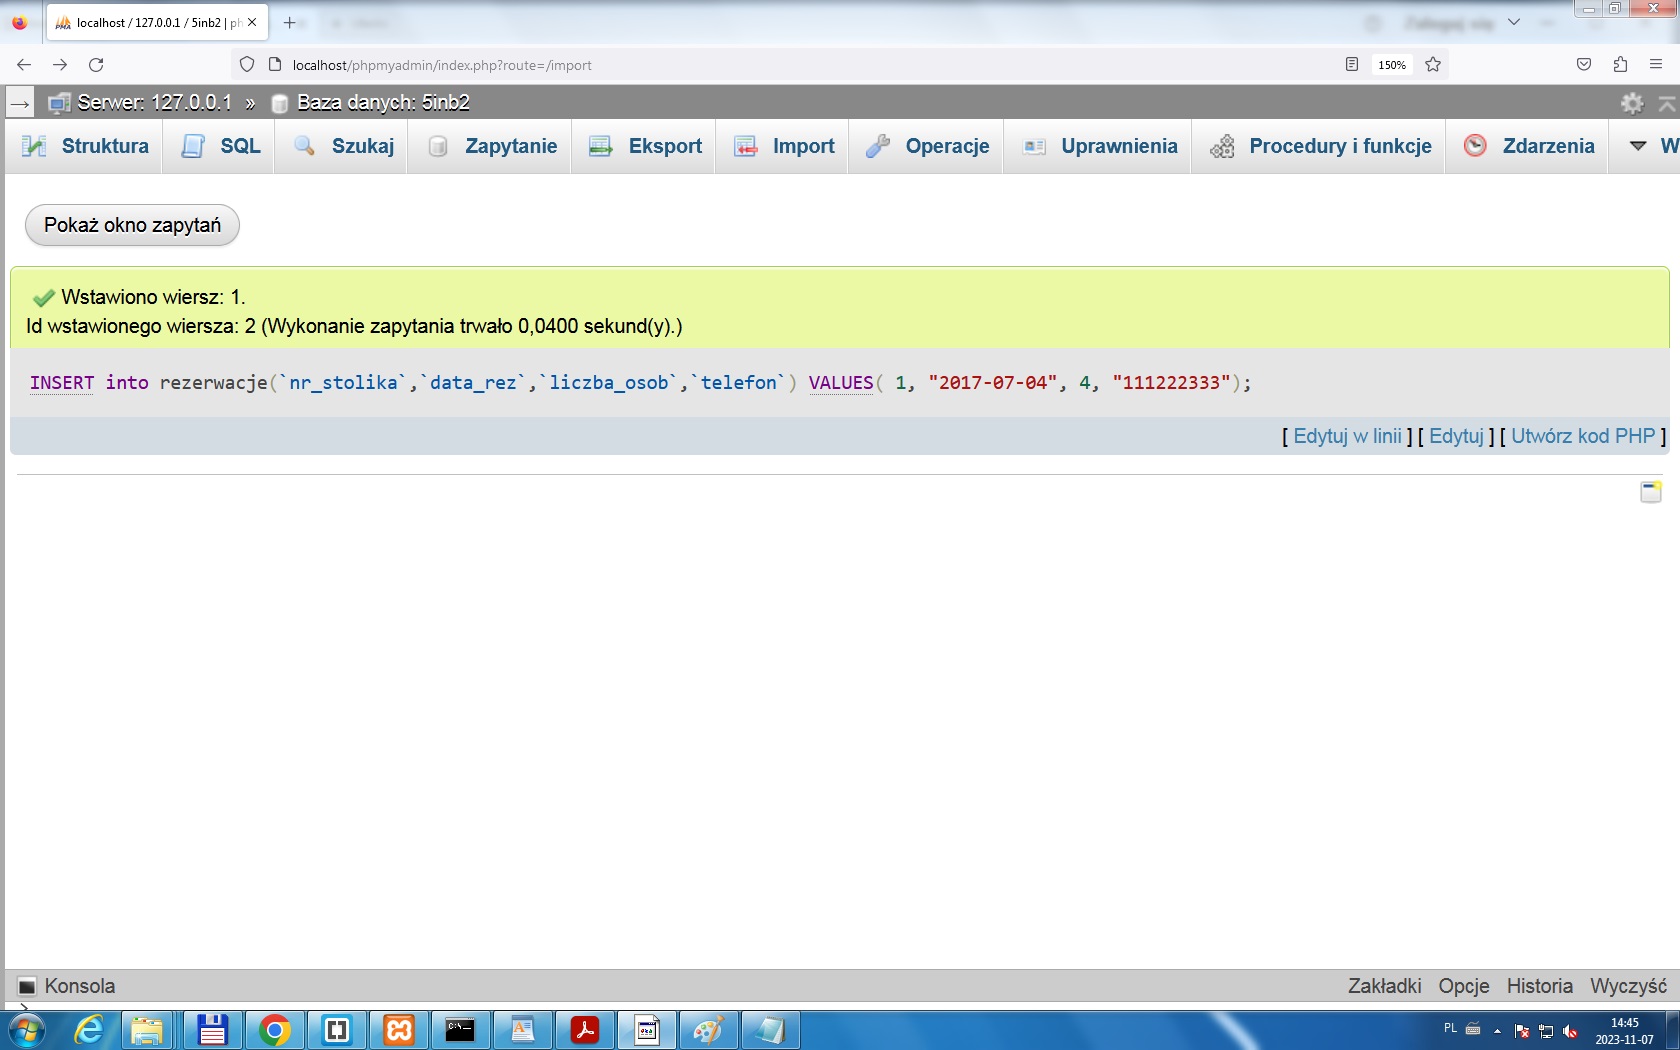 localhost / 127.0.0.1 / 5inb2 | ph
localhost/phpmyadmin/index.php?route=/import
150%
Serwer: 127.0.0.1 » Baza danych: 5inb2
Struktura SQL Szukaj Zapytanie Eksport Import Operacje Uprawnienia Procedury i funkcje Zdarzenia W
Pokaż okno zapytań
Wstawiono wiersz: 1.
Id wstawionego wiersza: 2 (Wykonanie zapytania trwało 0,0400 sekund(y).)
INSERT into rezerwacje(`nr_stolika`,`data_rez`,`liczba_osob`,`telefon`) VALUES( 1, "2017-07-04", 4, "111222333");
[ Edytuj w linii ] [ Edytuj ] [ Utwórz kod PHP ]
Konsola Zakładki Opcje Historia Wyczyść
>
PL 14:45
2023-11-07